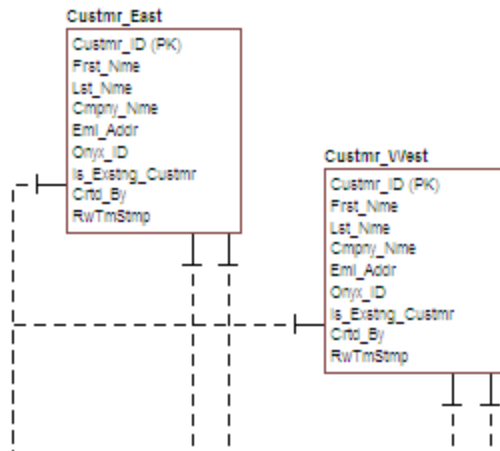 Custmr_East
Custmr_ID (PK)
Frst_Nme
Lst_Nme
Cmpny_Nme
Eml_Addr
Onyx_ID
Is_Exstng_Custmr
Crtd_By
RwTmStmp
Custmr_West
Custmr_ID (PK)
Frst_Nme
Lst_Nme
Cmpny_Nme
Eml_Addr
Onyx_ID
Is_Exstng_Custmr
Crtd_By
RwTmStmp